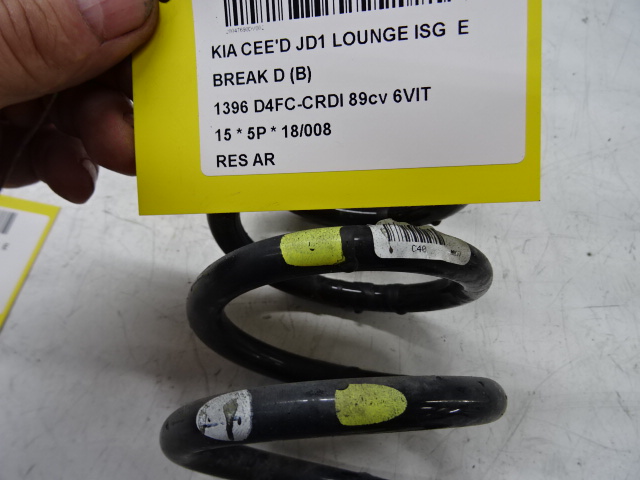 KIA CEE'D JD1 LOUNGE ISG E
BREAK D (B)
1396 D4FC-CRDI 89cv 6VIT
15 * 5P * 18/008
RES AR
C40